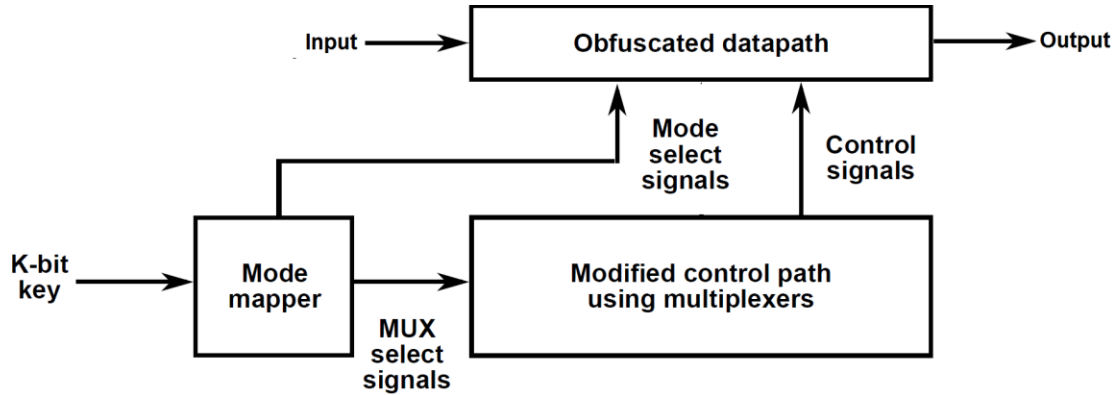 Input
Obfuscated datapath
Output
Mode
select
signals
Control
signals
K-bit
key
Mode
mapper
MUX
select
signals
Modified control path
using multiplexers